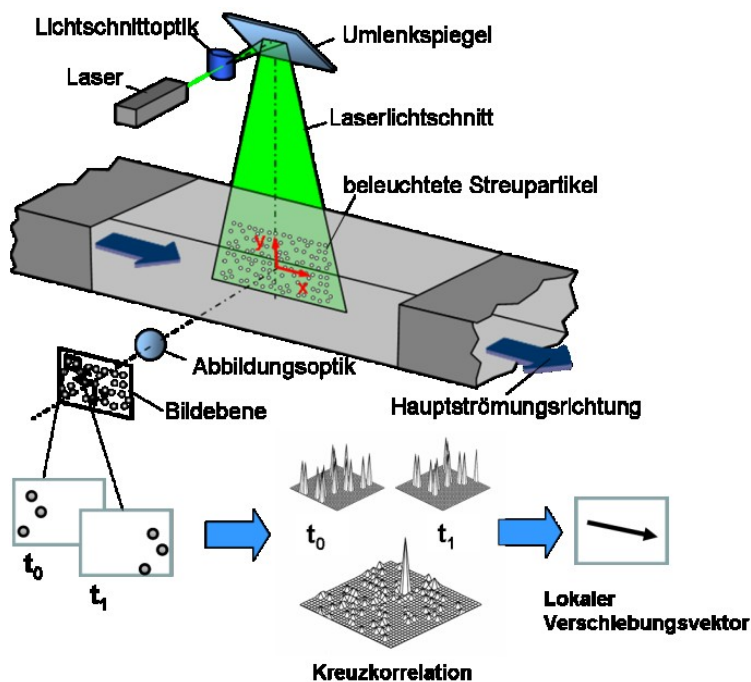 Lichtschnittoptik
Umlenkspiegel
Laser
Laserlichtschnitt
beleuchtete Streupartikel
y
x
Abbildungsoptik
Bildebene
Hauptströmungsrichtung
t0
t1
t0
t1
Kreuzkorrelation
Lokaler
Verschiebungsvektor